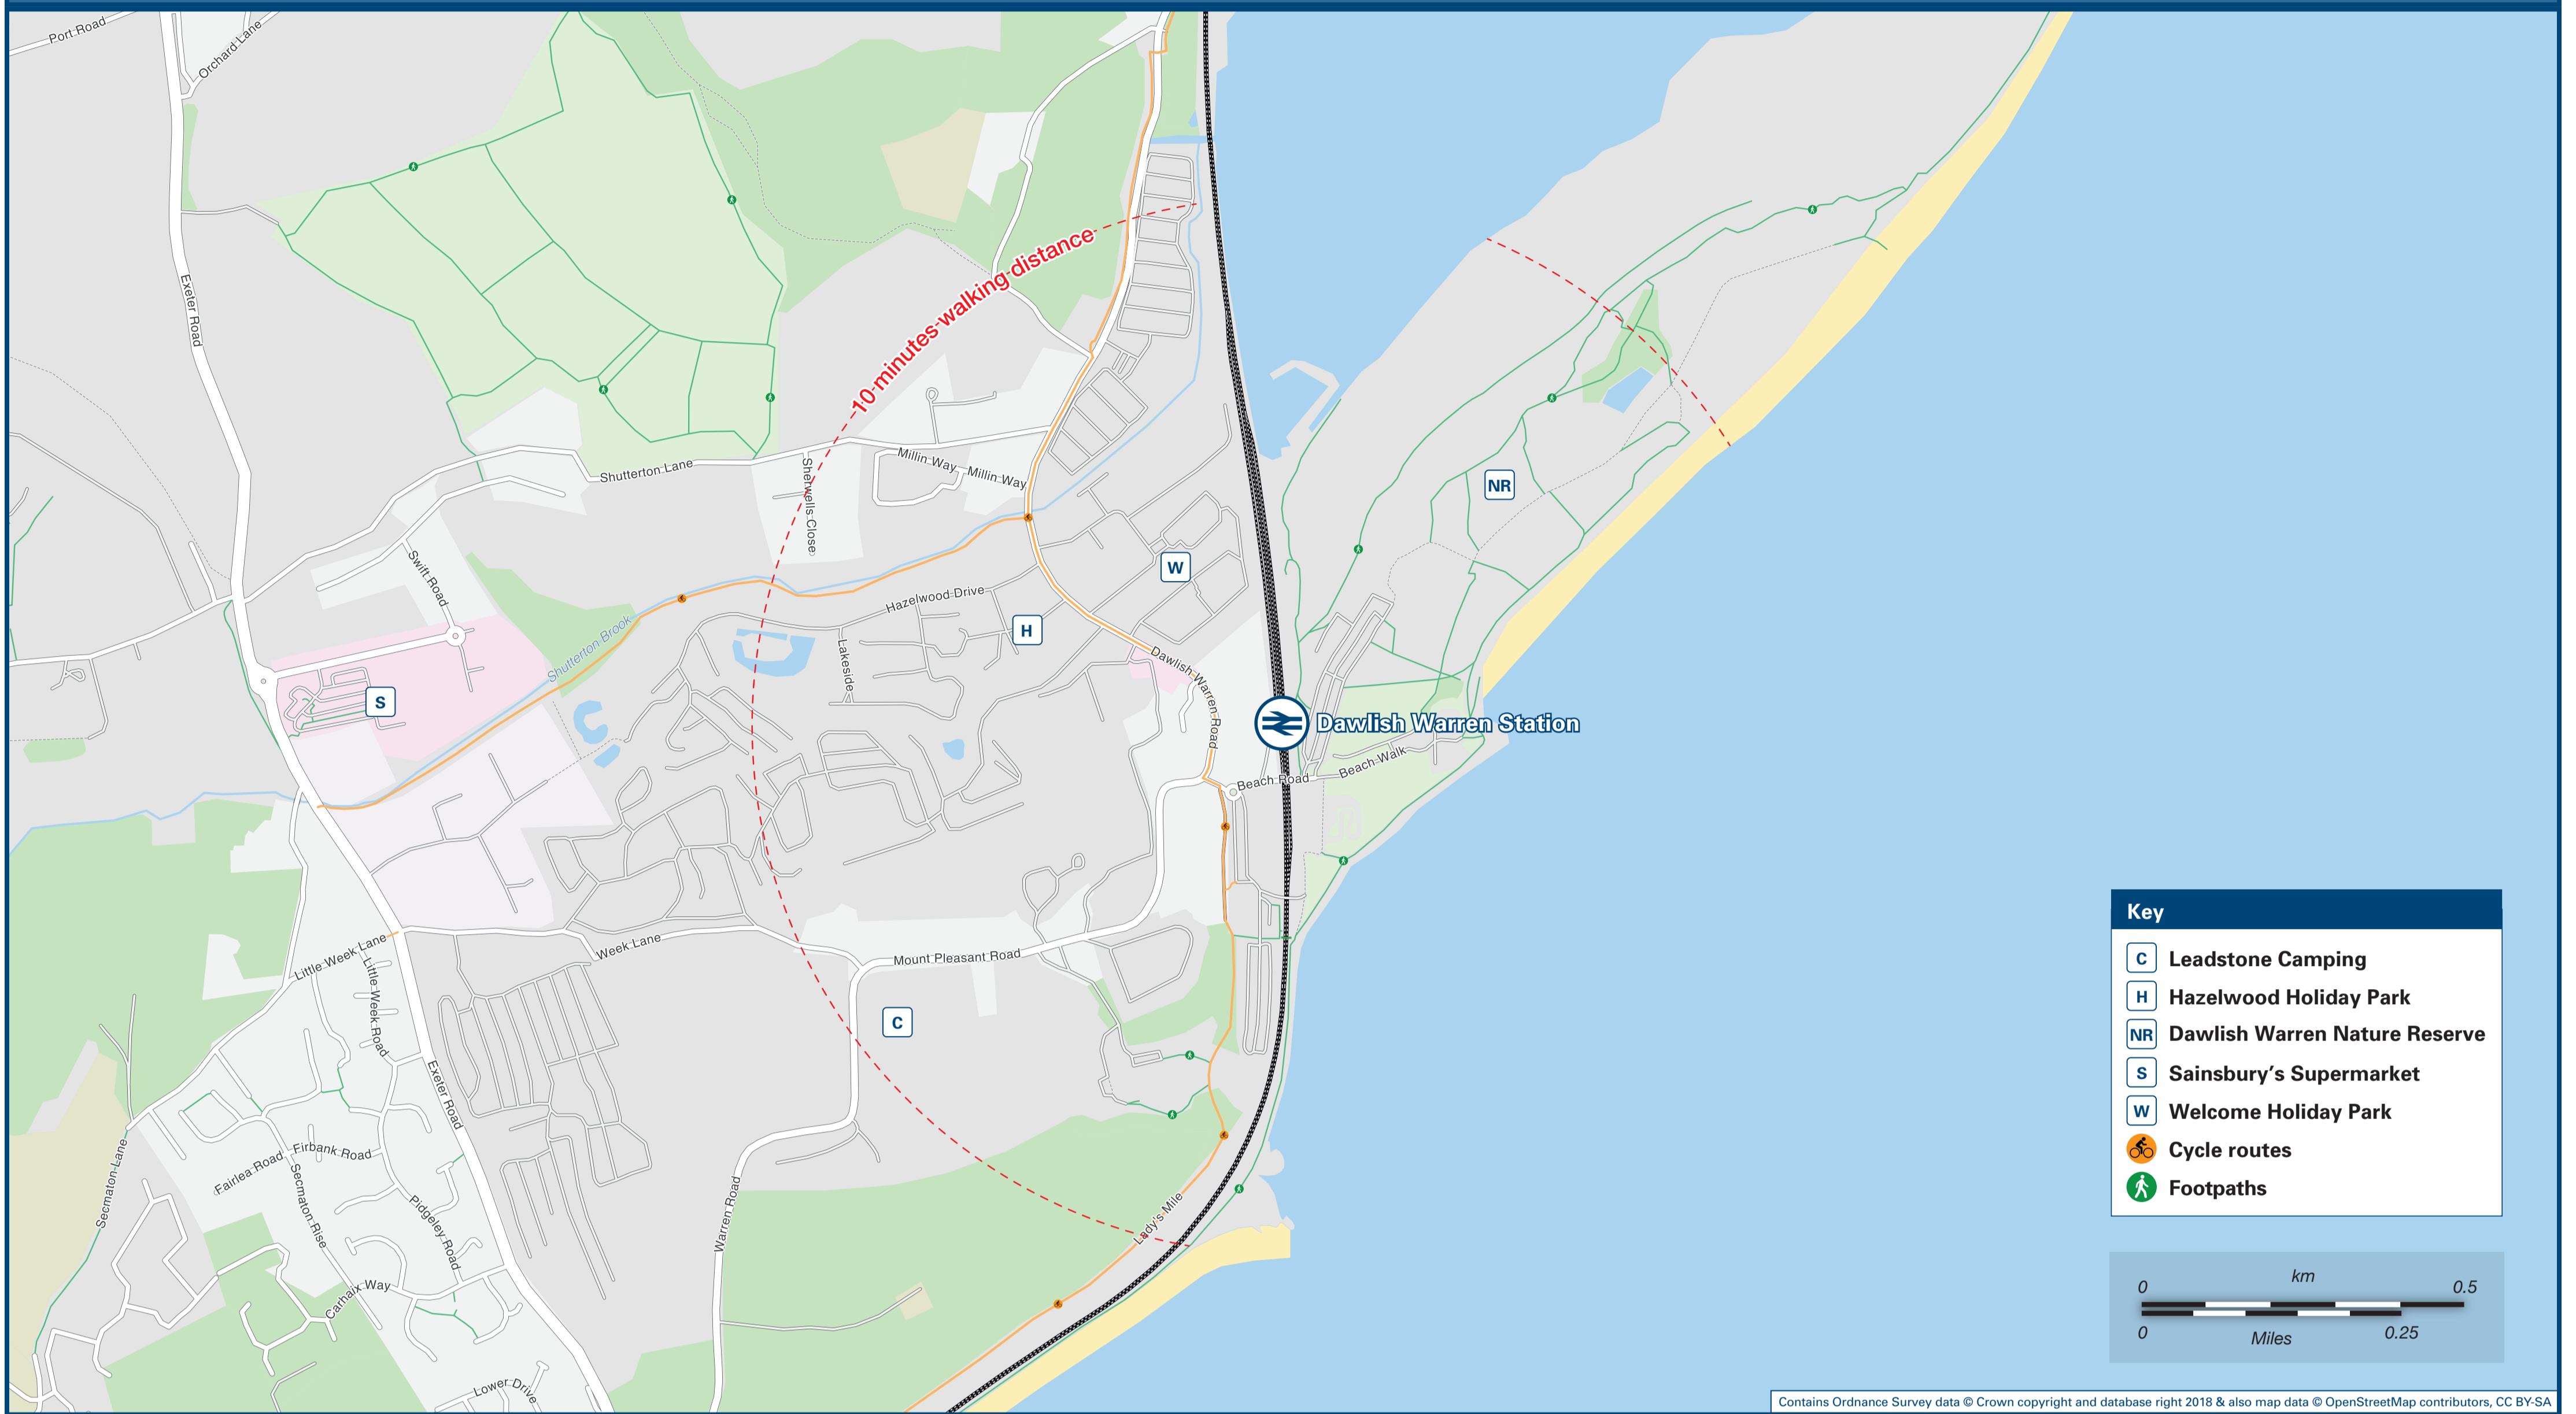 Port Road
Orchard Lane
Exeter Road
10 minutes walking distance
Shutterton Lane
Sherwells Close
Millin Way
Millin Way
NR
Swift Road
W
Hazelwood Drive
H
Shutterton Brook
Lakeside
Dawlish Warren Road
S
Dawlish Warren Station
Beach Road
Beach Walk
Little Week Lane
Week Lane
Mount Pleasant Road
Little Week Road
C
Exeter Road
Secmaton Lane
Fairlea Road
Firbank Road
Secmaton Rise
Pidgeley Road
Warren Road
Lady's Mile
Carhaix Way
Lower Drive
Key
C Leadstone Camping
H Hazelwood Holiday Park
NR Dawlish Warren Nature Reserve
S Sainsbury's Supermarket
W Welcome Holiday Park
Cycle routes
Footpaths
km
0 0.5
0 0.25
Miles
Contains Ordnance Survey data © Crown copyright and database right 2018 & also map data © OpenStreetMap contributors, CC BY-SA